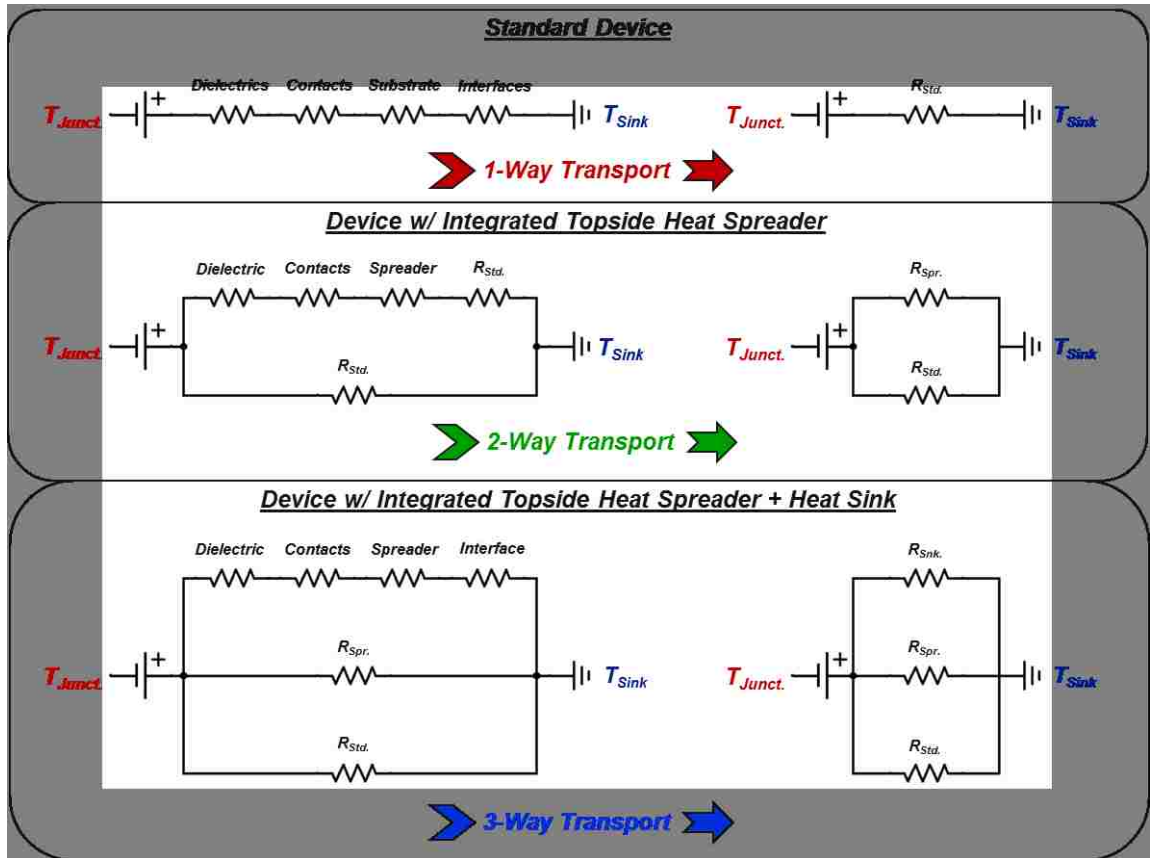 Standard Device
Dielectrics Contacts Substrate Interfaces R_Std.
T_Junct. + T_Sink T_Junct. + T_Sink
1-Way Transport
Device w/ Integrated Topside Heat Spreader
Dielectric Contacts Spreader R_Std. R_Spr.
T_Junct. + T_Sink T_Junct. + T_Sink
R_Std. R_Std.
2-Way Transport
Device w/ Integrated Topside Heat Spreader + Heat Sink
Dielectric Contacts Spreader Interface R_Snk.
R_Spr. R_Spr.
T_Junct. + T_Sink T_Junct. + T_Sink
R_Std. R_Std.
3-Way Transport